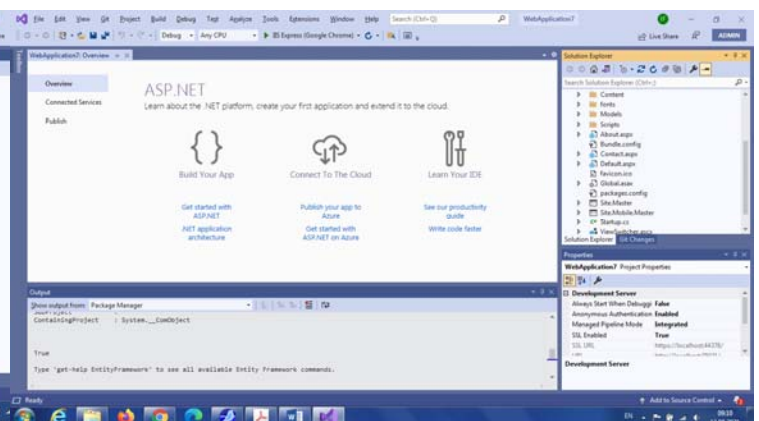 File Edit View Git Project Build Debug Test Analyze Tools Extensions Window Help Search (Ctrl+Q) WebApplication7
Debug Any CPU IIS Express (Google Chrome) Live Share ADMIN
Toolbox
WebApplication7: Overview
Overview
Connected Services
Publish
ASP.NET
Learn about the .NET platform, create your first application and extend it to the cloud.
Build Your App
Connect To The Cloud
Learn Your IDE
Get started with
ASP.NET
.NET application
architecture
Publish your app to
Azure
Get started with
ASP.NET on Azure
See our productivity
guide
Write code faster
Solution Explorer
Search Solution Explorer (Ctrl+;)
Content
fonts
Models
Scripts
About.aspx
Bundle.config
Contact.aspx
Default.aspx
Favicon.ico
Global.asax
packages.config
Site.Master
Site.Mobile.Master
Startup.cs
ViewSwitcher.ascx
Solution Explorer Git Changes
Properties
WebApplication7 Project Properties
Development Server
Always Start When Debuggi False
Anonymous Authentication Enabled
Managed Pipeline Mode Integrated
SSL Enabled True
SSL URL https://localhost:44378/
Development Server
Output
Show output from: Package Manager
ContainingProject : System.__ComObject
True
Type 'get-help EntityFramework' to see all available Entity Framework commands.
Ready
Add to Source Control
EN
09:33